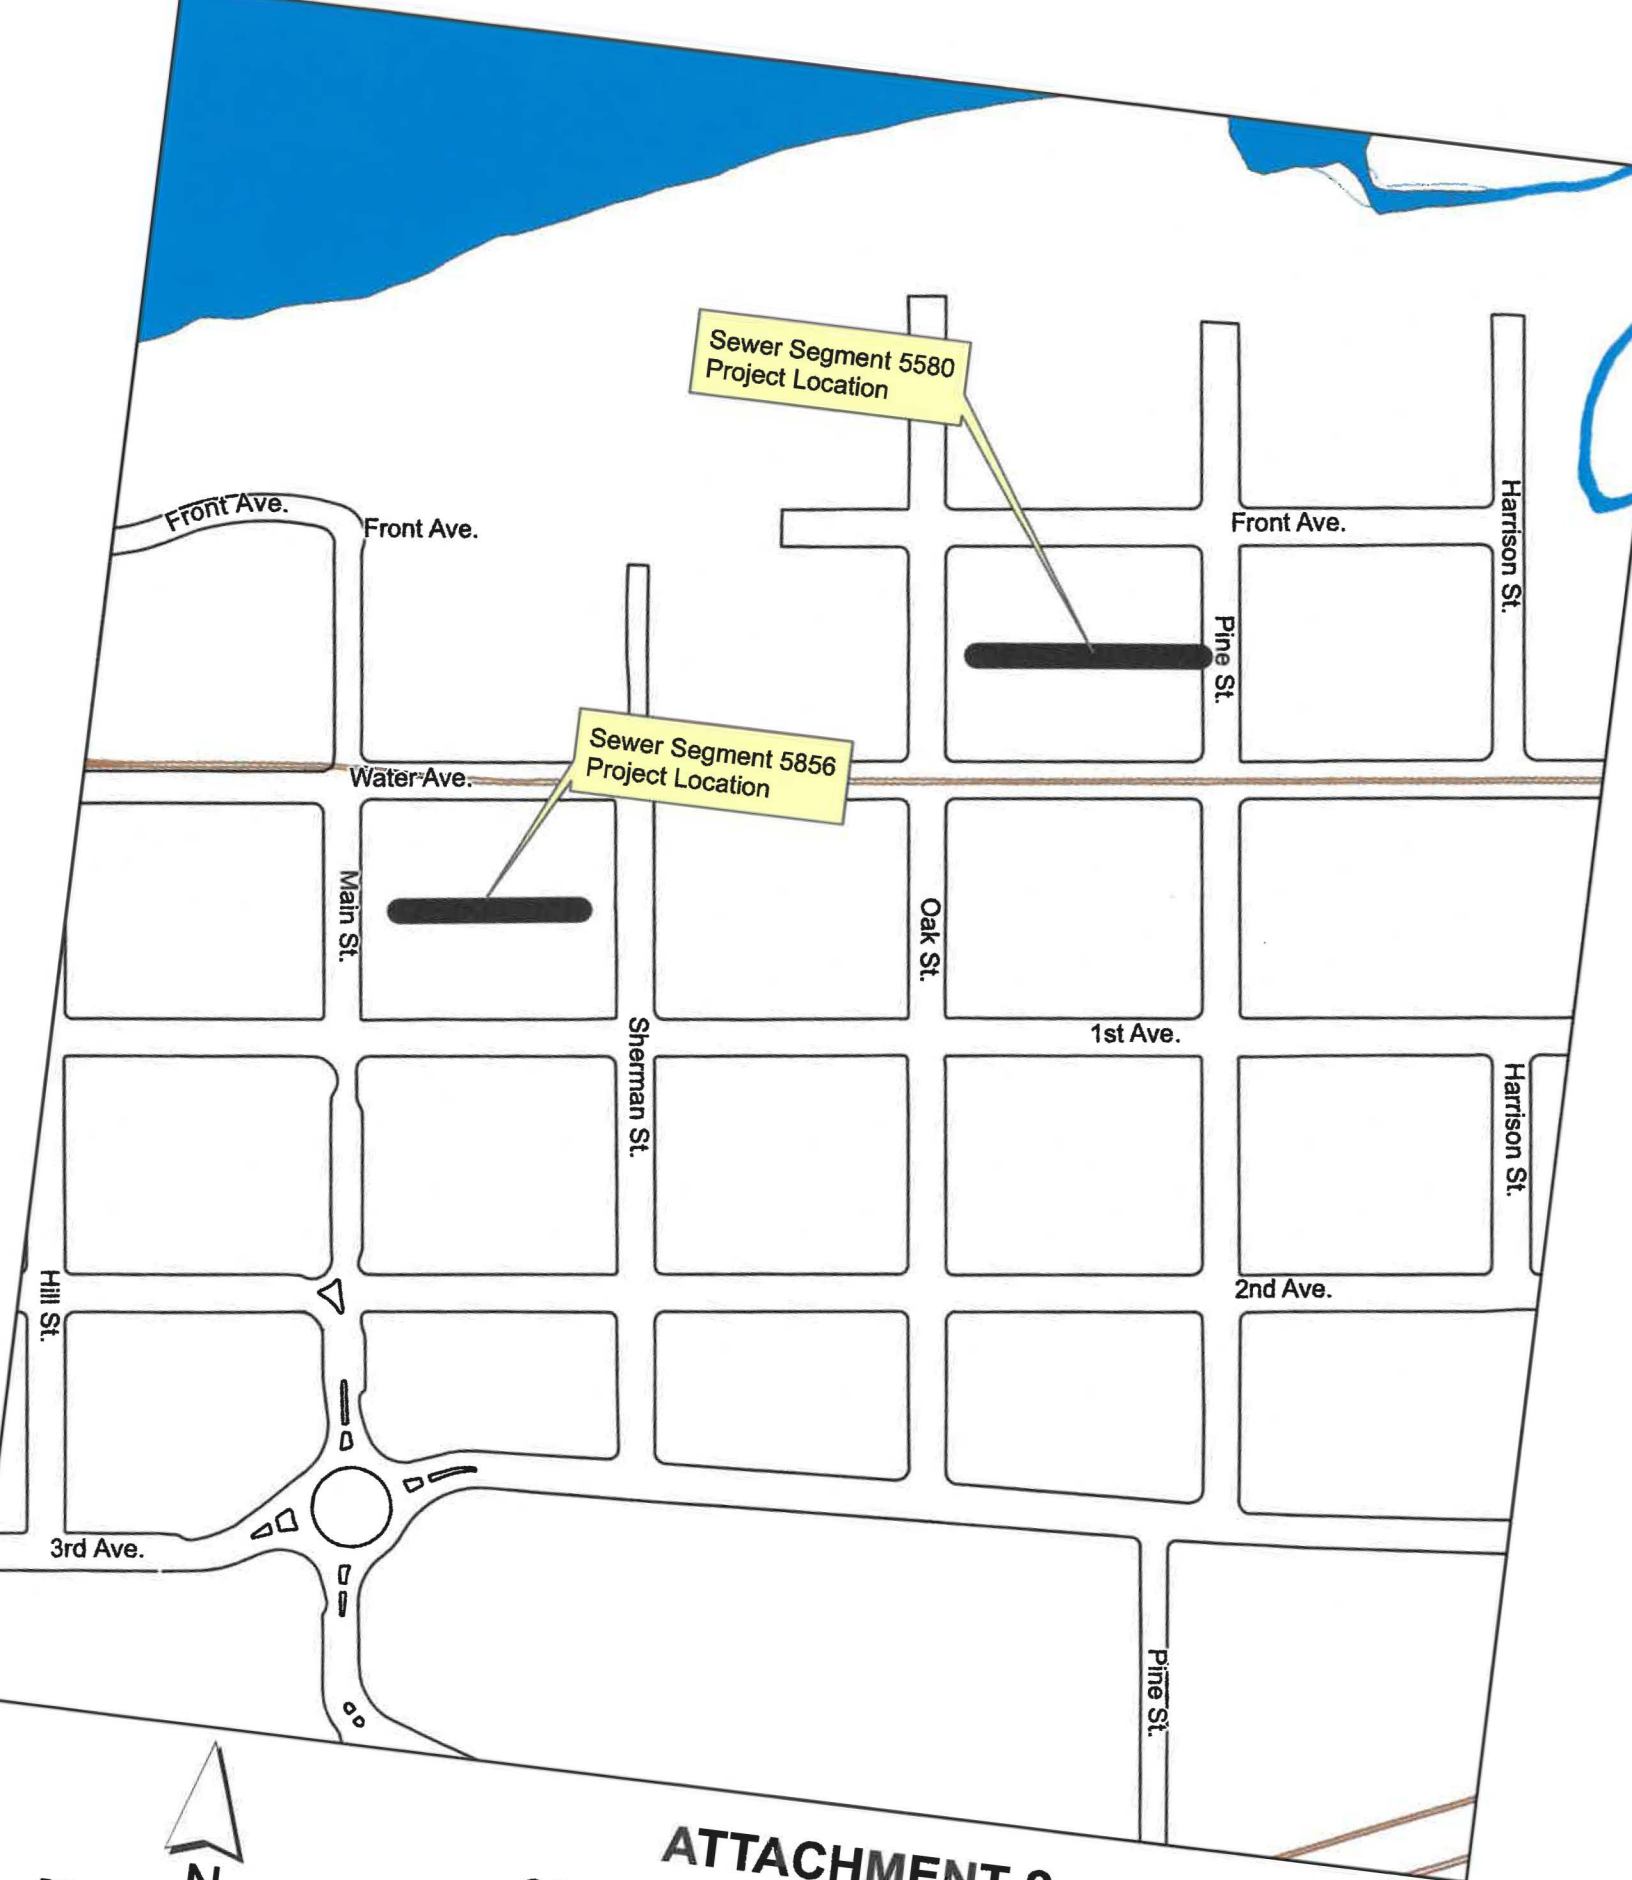 Sewer Segment 5580
Project Location
Front Ave.
Front Ave.
Front Ave.
Harrison St.
Pine St.
Sewer Segment 5856
Project Location
Water Ave.
Main St.
Oak St.
1st Ave.
Sherman St.
Harrison St.
Hill St.
2nd Ave.
3rd Ave.
Pine St.
N
ATTACHMENT